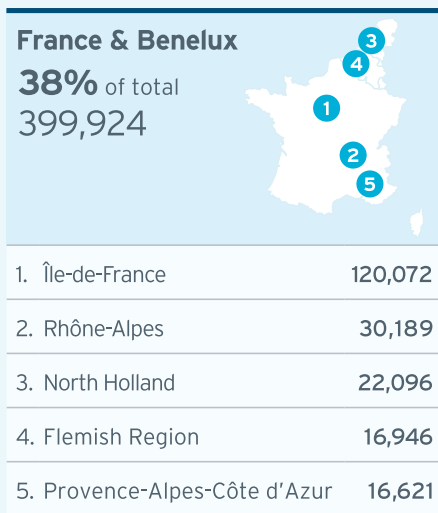 France & Benelux
38% of total
399,924
3
4
1
2
5
1. Île-de-France 120,072
2. Rhône-Alpes 30,189
3. North Holland 22,096
4. Flemish Region 16,946
5. Provence-Alpes-Côte d’Azur 16,621